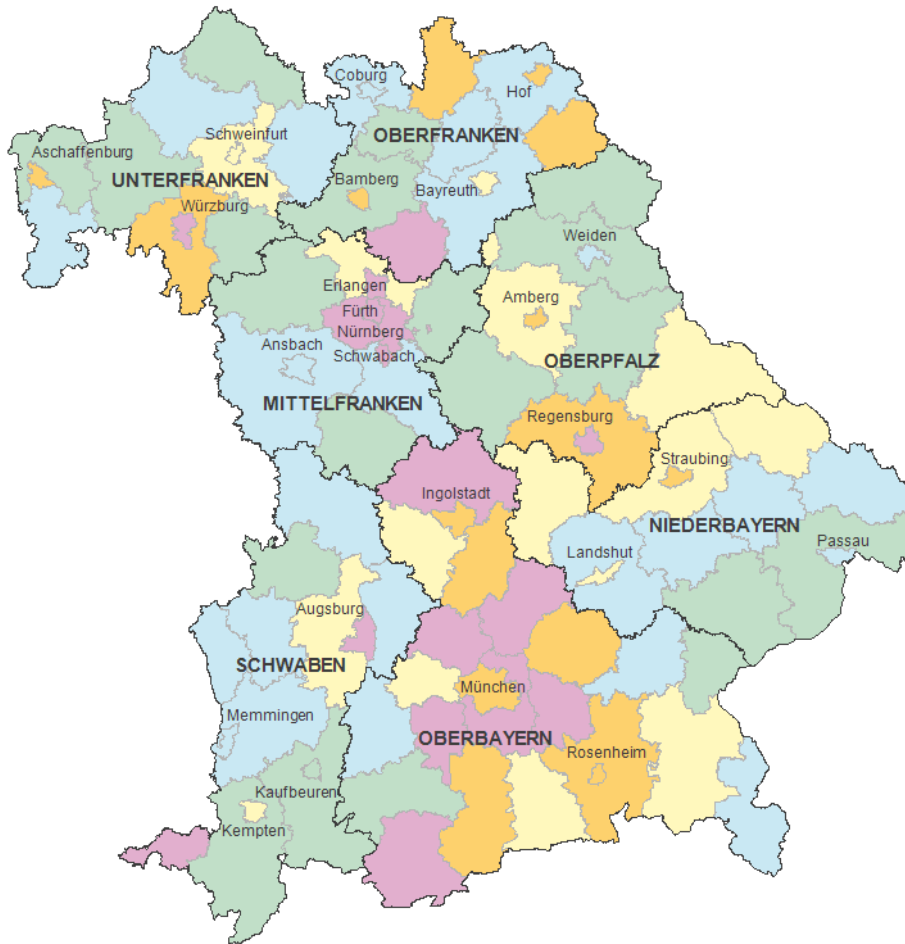 Coburg
Hof
OBERFRANKEN
Schweinfurt
Aschaffenburg
UNTERFRANKEN
Bamberg
Bayreuth
Würzburg
Weiden
Erlangen
Amberg
Fürth
Nürnberg
Ansbach
Schwabach
OBERPFALZ
MITTELFRANKEN
Regensburg
Straubing
Ingolstadt
NIEDERBAYERN
Passau
Landshut
Augsburg
SCHWABEN
München
Memmingen
OBERBAYERN
Rosenheim
Kaufbeuren
Kempten